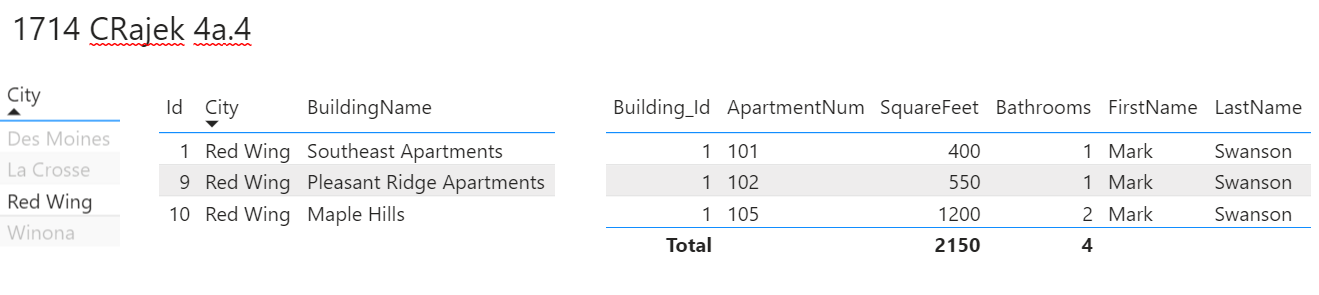 1714 CRajek 4a.4
City
Des Moines
La Crosse
Red Wing
Winona
Id City BuildingName
1 Red Wing Southeast Apartments
9 Red Wing Pleasant Ridge Apartments
10 Red Wing Maple Hills
Building_Id ApartmentNum SquareFeet Bathrooms FirstName LastName
1 101 400 1 Mark Swanson
1 102 550 1 Mark Swanson
1 105 1200 2 Mark Swanson
Total 2150 4